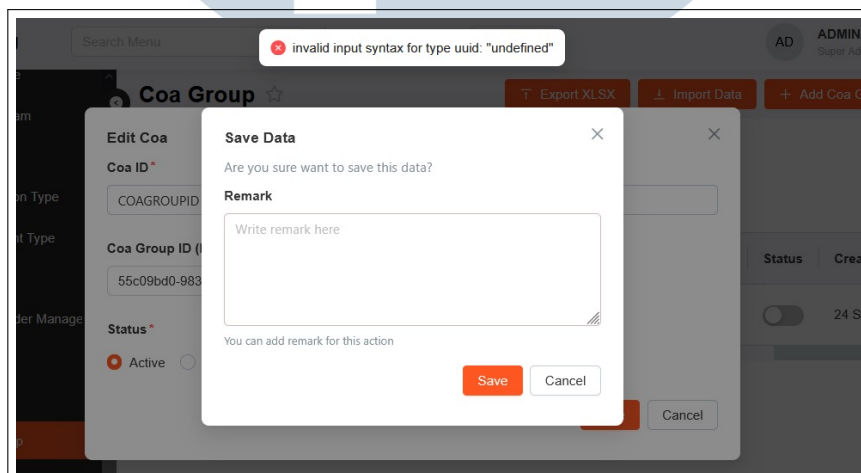 Search Menu
invalid input syntax for type uuid: "undefined"
AD
ADMIN
Super Ad
Coa Group
Export XLSX
Import Data
+ Add Coa G
am
Edit Coa
Save Data
Are you sure want to save this data?
Coa ID*
Remark
on Type
COAGROUPID
Write remark here
nt Type
Coa Group ID (
Status
Crea
55c09bd0-983
der Manage
24 S
Status*
You can add remark for this action
Active
Save
Cancel
Cancel
p